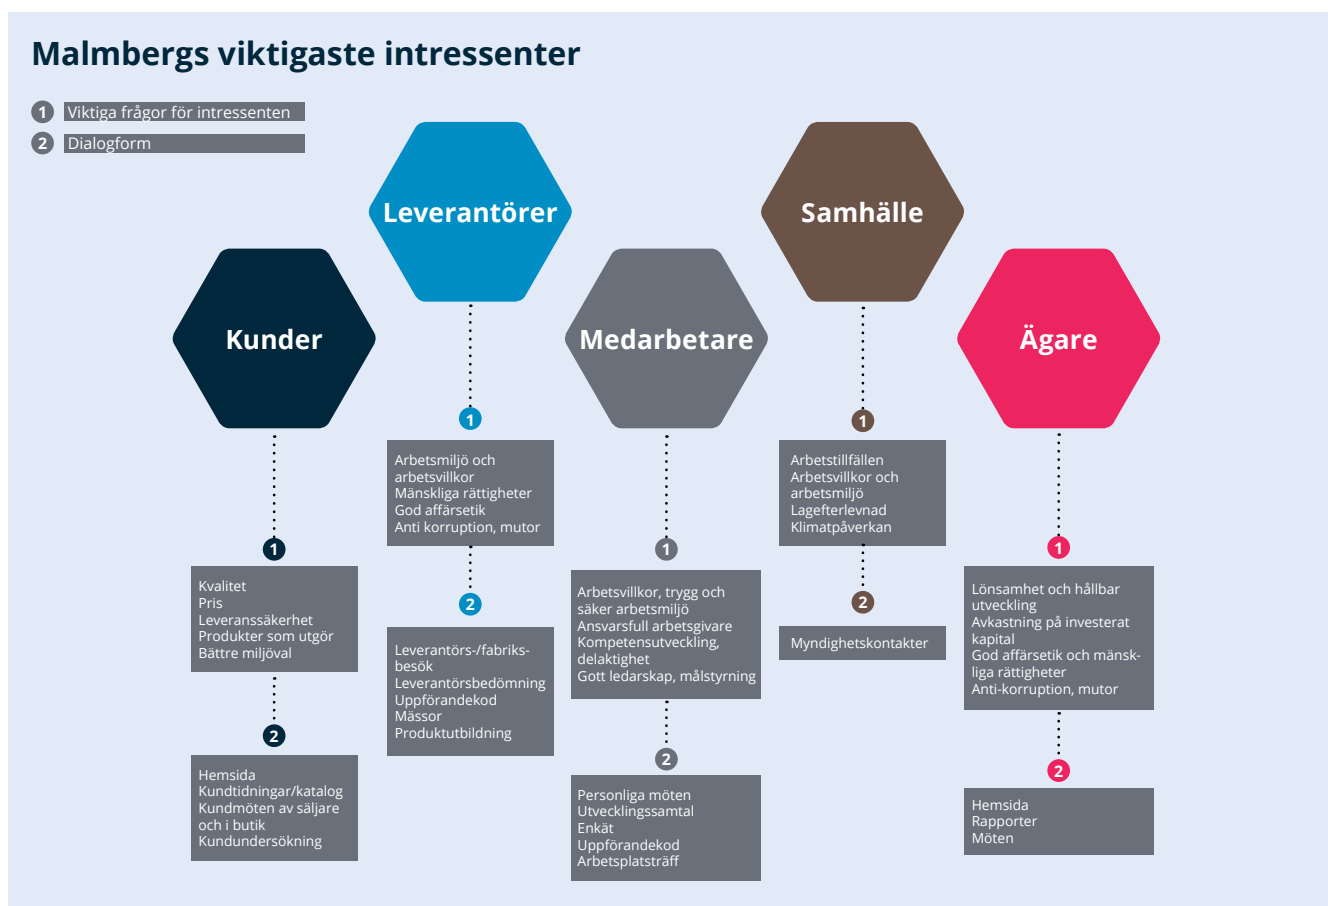 Malmbergs viktigaste intressenter
1 Viktiga frågor för intressenten
2 Dialogform
Kunder
1
Kvalitet
Pris
Leveranssäkerhet
Produkter som utgör
Bättre miljöval
2
Hemsida
Kundtidningar/katalog
Kundmöten av säljare
och i butik
Kundundersökning
Leverantörer
1
Arbetsmiljö och
arbetsvillkor
Mänskliga rättigheter
God affärsetik
Anti korruption, mutor
2
Leverantörs-/fabriks-
besök
Leverantörsbedömning
Uppförandekod
Mässor
Produktutbildning
Medarbetare
1
Arbetsvillkor, trygg och
säker arbetsmiljö
Ansvarsfull arbetsgivare
Kompetensutveckling,
delaktighet
Gott ledarskap, målstyrning
2
Personliga möten
Utvecklingssamtal
Enkät
Uppförandekod
Arbetsplatsträff
Samhälle
1
Arbetstillfällen
Arbetsvillkor och
arbetsmiljö
Lagefterlevnad
Klimatpåverkan
2
Myndighetskontakter
Ägare
1
Lönsamhet och hållbar
utveckling
Avkastning på investerat
kapital
God affärsetik och mänsk-
liga rättigheter
Anti-korruption, mutor
2
Hemsida
Rapporter
Möten